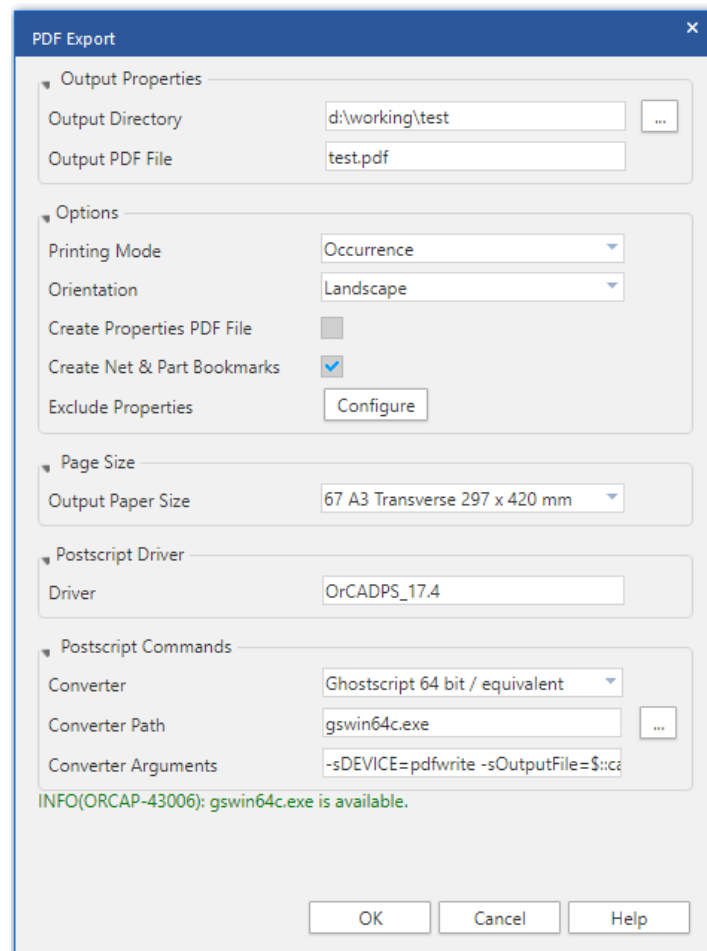 PDF Export
Output Properties
Output Directory d:\working\test ...
Output PDF File test.pdf
Options
Printing Mode Occurrence
Orientation Landscape
Create Properties PDF File
Create Net & Part Bookmarks
Exclude Properties Configure
Page Size
Output Paper Size 67 A3 Transverse 297 x 420 mm
Postscript Driver
Driver OrCADPS_17.4
Postscript Commands
Converter Ghostscript 64 bit / equivalent
Converter Path gswin64c.exe ...
Converter Arguments -sDEVICE=pdfwrite -sOutputFile=$::ca
INFO(ORCAP-43006): gswin64c.exe is available.
OK Cancel Help